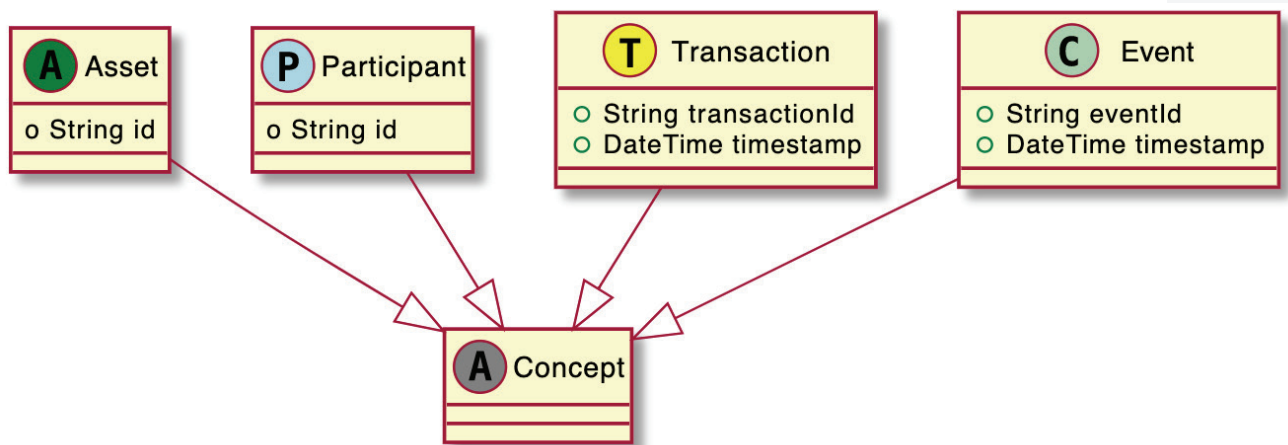 A Asset
o String id
P Participant
o String id
T Transaction
String transactionId
DateTime timestamp
C Event
String eventId
DateTime timestamp
A Concept